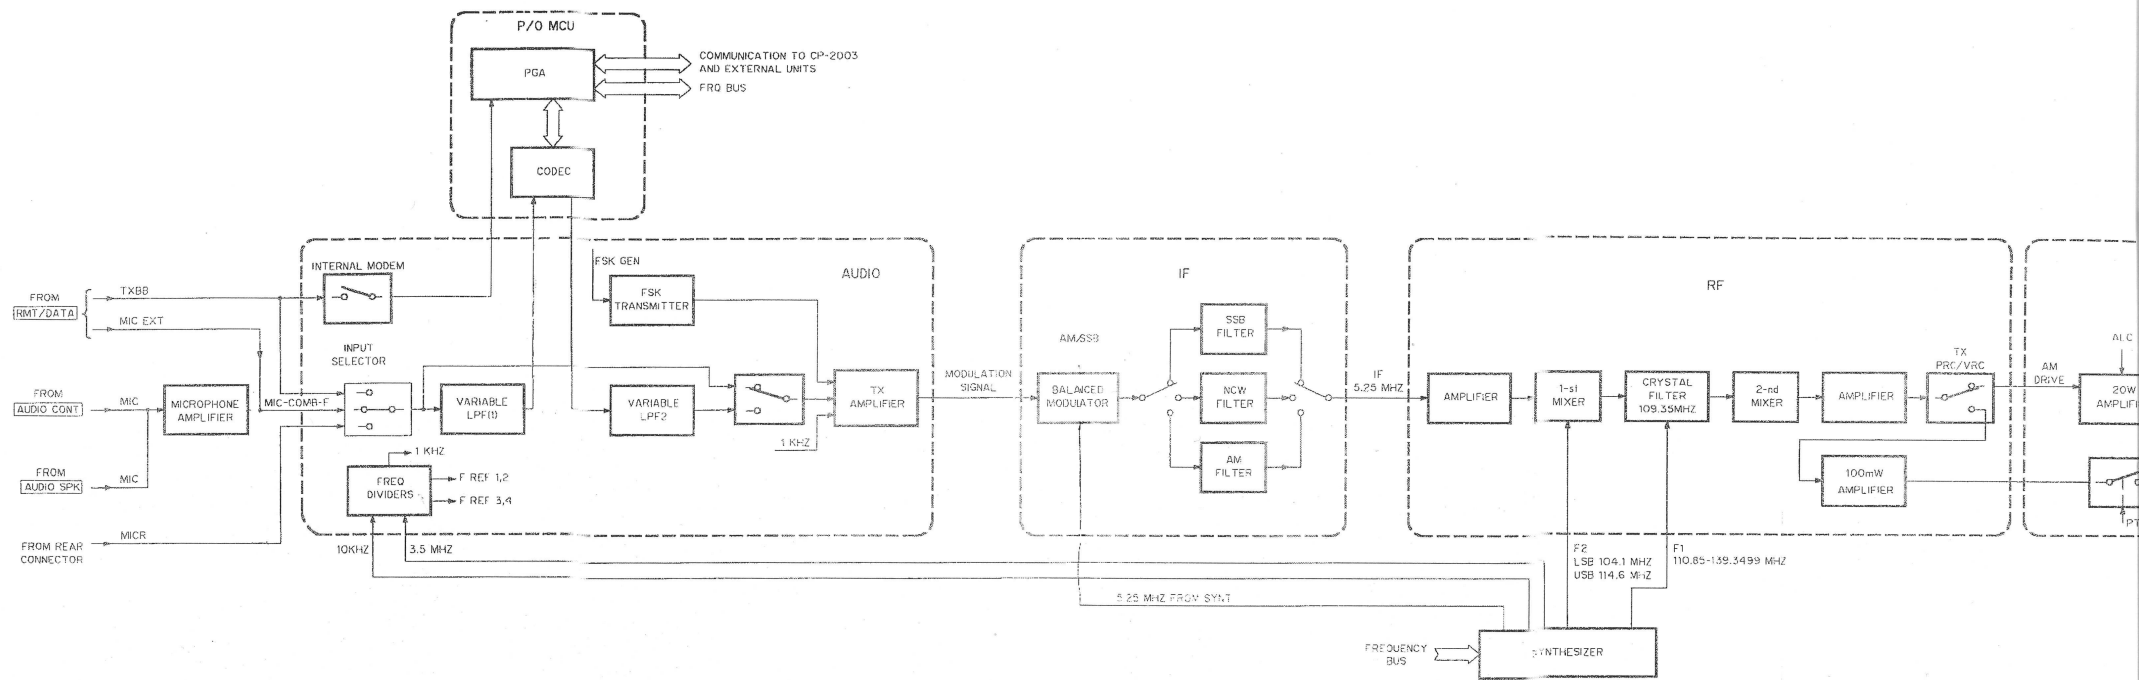 P/O MCU
PGA
COMMUNICATION TO CP-2003
AND EXTERNAL UNITS
FRQ BUS
CODEC
INTERNAL MODEM
FSK GEN
AUDIO
IF
RF
FROM
RMT/DATA
TXBB
MIC EXT
FSK
TRANSMITTER
INPUT
SELECTOR
AM/SSB
SSB
FILTER
TX
PRC/VRC
ALC
FROM
AUDIO CONT
MIC
MICROPHONE
AMPLIFIER
MIC-COMB-F
VARIABLE
LPF(1)
VARIABLE
LPF2
TX
AMPLIFIER
MODULATION
SIGNAL
BALANCED
MODULATOR
NCW
FILTER
IF
5.25 MHZ
AMPLIFIER
1-st
MIXER
CRYSTAL
FILTER
109.35MHZ
2-nd
MIXER
AMPLIFIER
AM
DRIVE
20W
AMPLIFI
1 KHZ
FROM
AUDIO SPK
MIC
1 KHZ
FREQ
DIVIDERS
F REF 1,2
F REF 3,4
AM
FILTER
100mW
AMPLIFIER
PT
FROM REAR
CONNECTOR
MICR
10KHZ
3.5 MHZ
F2
LSB 104.1 MHZ
USB 114.6 MHZ
F1
110.85-139.3499 MHZ
5.25 MHZ FROM SYNT
FREQUENCY
BUS
SYNTHESIZER